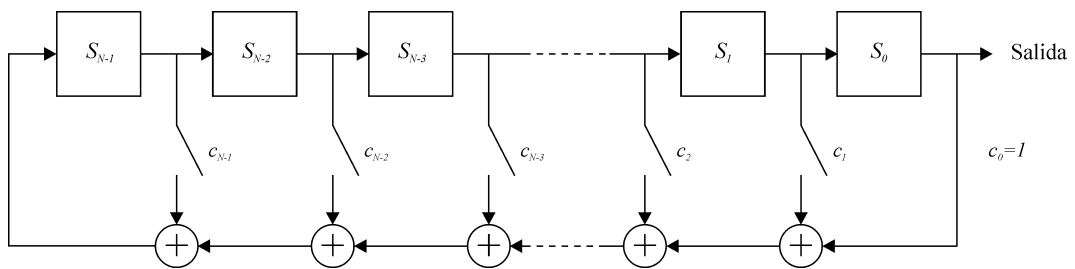 S_{N-1} S_{N-2} S_{N-3} S_1 S_0 Salida
c_{N-1} c_{N-2} c_{N-3} c_2 c_1 c_0=1
+ + + + +